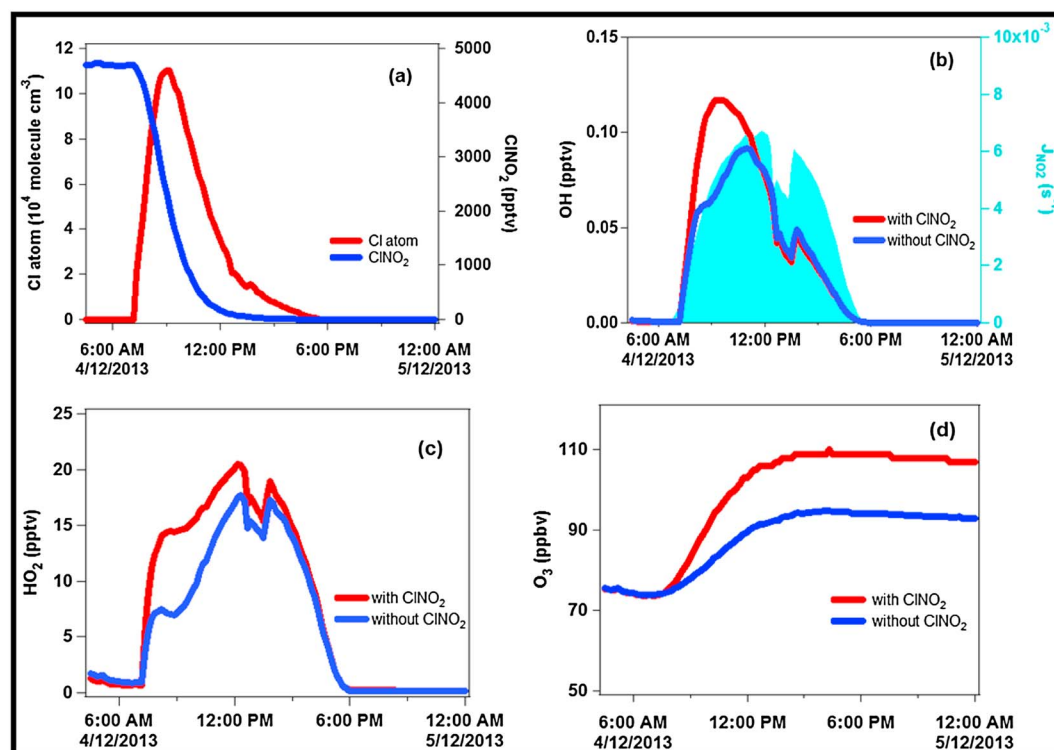 (a)
12
10
8
6
4
2
0
Cl atom (10⁴ molecule cm⁻³)
5000
4000
3000
2000
1000
0
ClNO₂ (pptv)
Cl atom
ClNO₂
6:00 AM 12:00 PM 6:00 PM 12:00 AM
4/12/2013 5/12/2013
(b)
0.15
0.10
0.05
0.00
OH (pptv)
10x10⁻³
8
6
4
2
0
J_NO2 (s⁻¹)
with ClNO₂
without ClNO₂
6:00 AM 12:00 PM 6:00 PM 12:00 AM
4/12/2013 5/12/2013
(c)
25
20
15
10
5
0
HO₂ (pptv)
with ClNO₂
without ClNO₂
6:00 AM 12:00 PM 6:00 PM 12:00 AM
4/12/2013 5/12/2013
(d)
110
90
70
50
O₃ (ppbv)
with ClNO₂
without ClNO₂
6:00 AM 12:00 PM 6:00 PM 12:00 AM
4/12/2013 5/12/2013